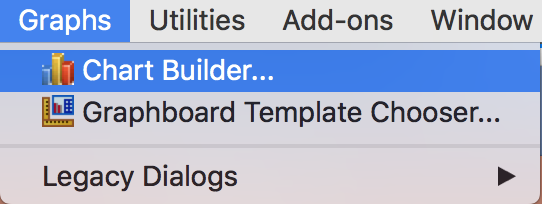 Graphs Utilities Add-ons Window
Chart Builder...
Graphboard Template Chooser...
Legacy Dialogs